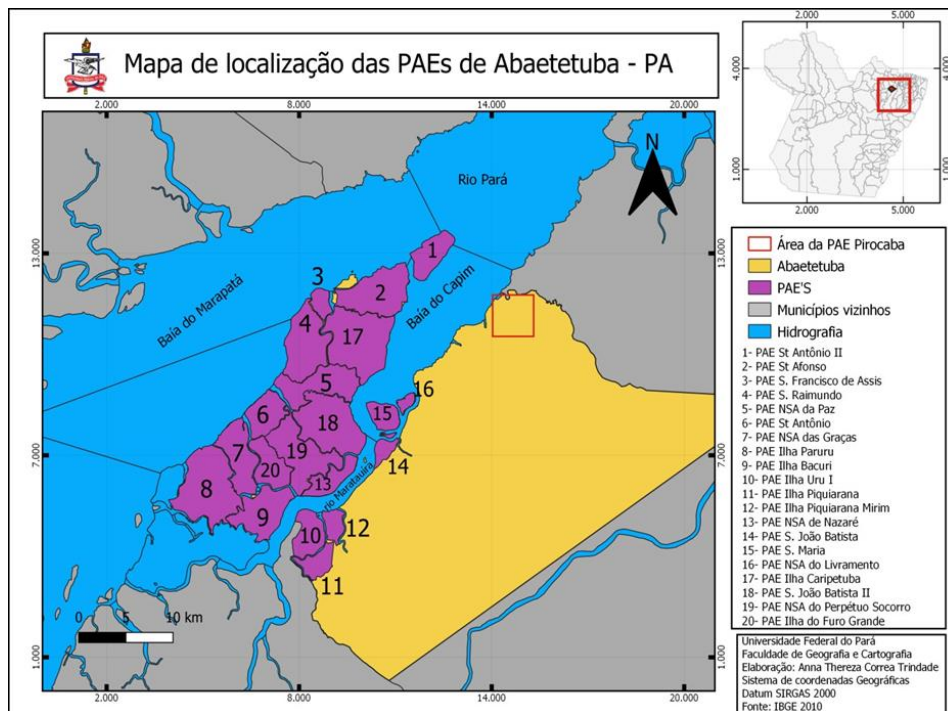 Mapa de localização das PAEs de Abaetetuba - PA
2.000
8.000
14.000
20.000
N
Rio Pará
Baía do Marapatá
Baía do Capim
rio Maratauíra
13.000
7.000
1.000
13.000
7.000
1.000
1
2
3
4
17
5
6
18
16
15
7
19
20
13
14
8
9
10
12
11
0
5
10 km
2.000
8.000
14.000
20.000
2.000
5.000
4.000
4.000
1.000
1.000
2.000
5.000
Área da PAE Pirocaba
Abaetetuba
PAE'S
Municípios vizinhos
Hidrografia
1- PAE St Antônio II
2- PAE St Afonso
3- PAE S. Francisco de Assis
4- PAE S. Raimundo
5- PAE NSA da Paz
6- PAE St Antônio
7- PAE NSA das Graças
8- PAE Ilha Paruru
9- PAE Ilha Bacuri
10- PAE Ilha Uru I
11- PAE Ilha Piquiarana
12- PAE Ilha Piquiarana Mirim
13- PAE NSA de Nazaré
14- PAE S. João Batista
15- PAE S. Maria
16- PAE NSA do Livramento
17- PAE Ilha Caripetuba
18- PAE S. João Batista II
19- PAE NSA do Perpétuo Socorro
20- PAE Ilha do Furo Grande
Universidade Federal do Pará
Faculdade de Geografia e Cartografia
Elaboração: Anna Thereza Correa Trindade
Sistema de coordenadas Geográficas
Datum SIRGAS 2000
Fonte: IBGE 2010